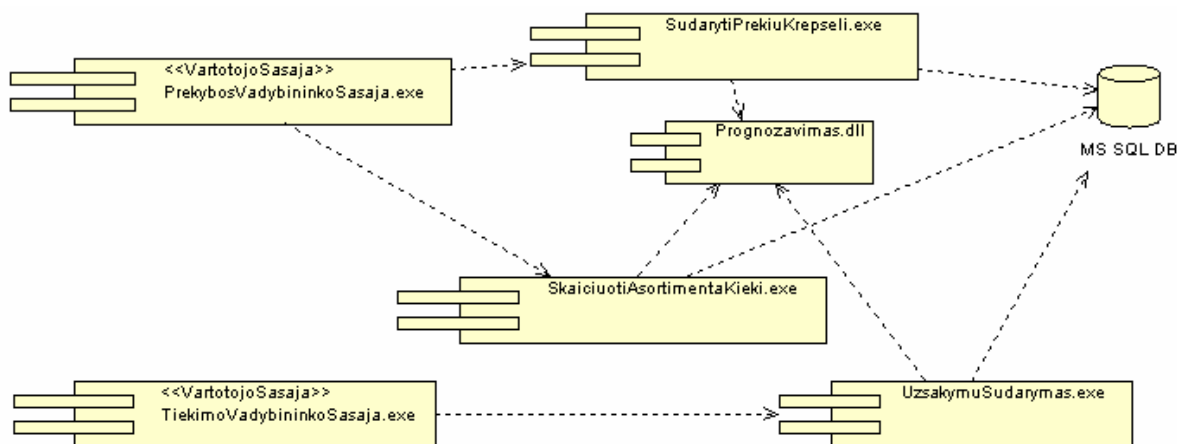 SudarytiPrekiuKrepseli.exe
<<VartotojoSasaja>>
PrekybosVadybininkoSasaja.exe
Prognozavimas.dll
MS SQL DB
SkaiciuotiAsortimentaKieki.exe
<<VartotojoSasaja>>
TiekimoVadybininkoSasaja.exe
UzsakymuSudarymas.exe